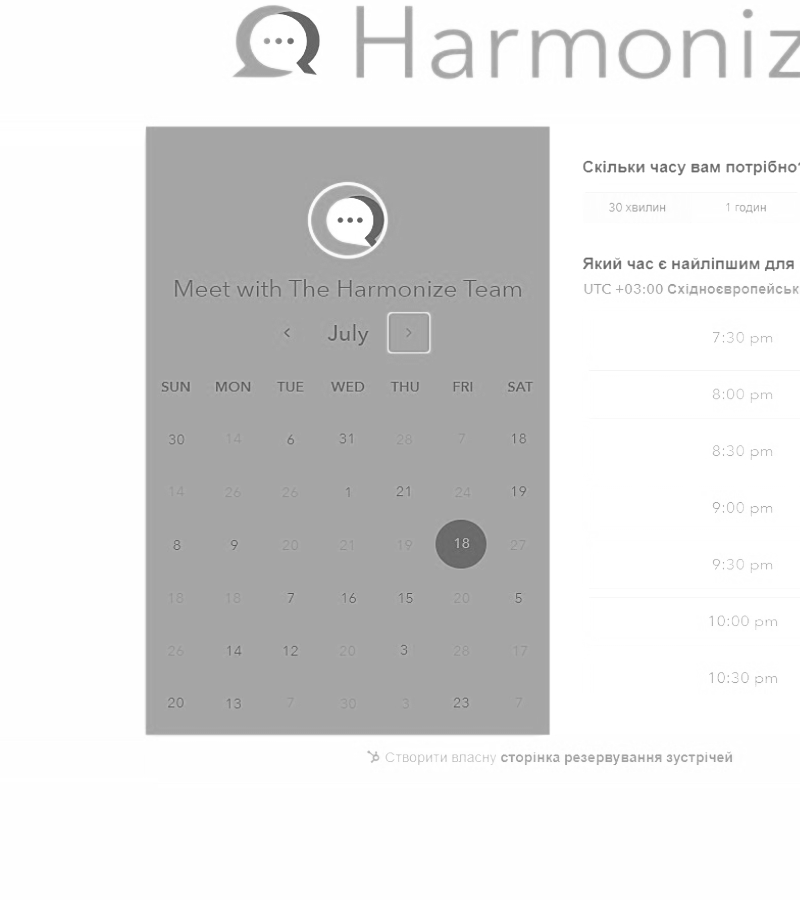 Harmoniz
Meet with The Harmonize Team
July
SUN MON TUE WED THU FRI SAT
30 14 6 31 28 7 18
14 26 26 1 21 24 19
8 9 20 21 19 18 27
18 18 7 16 15 20 5
26 14 12 20 3 28 17
20 13 7 30 3 23 7
Скільки часу вам потрібно?
30 хвилин 1 годин
Який час є найліпшим для
UTC +03:00 Східноєвропейськ
7:30 pm
8:00 pm
8:30 pm
9:00 pm
9:30 pm
10:00 pm
10:30 pm
Створити власну сторінка резервування зустрічей